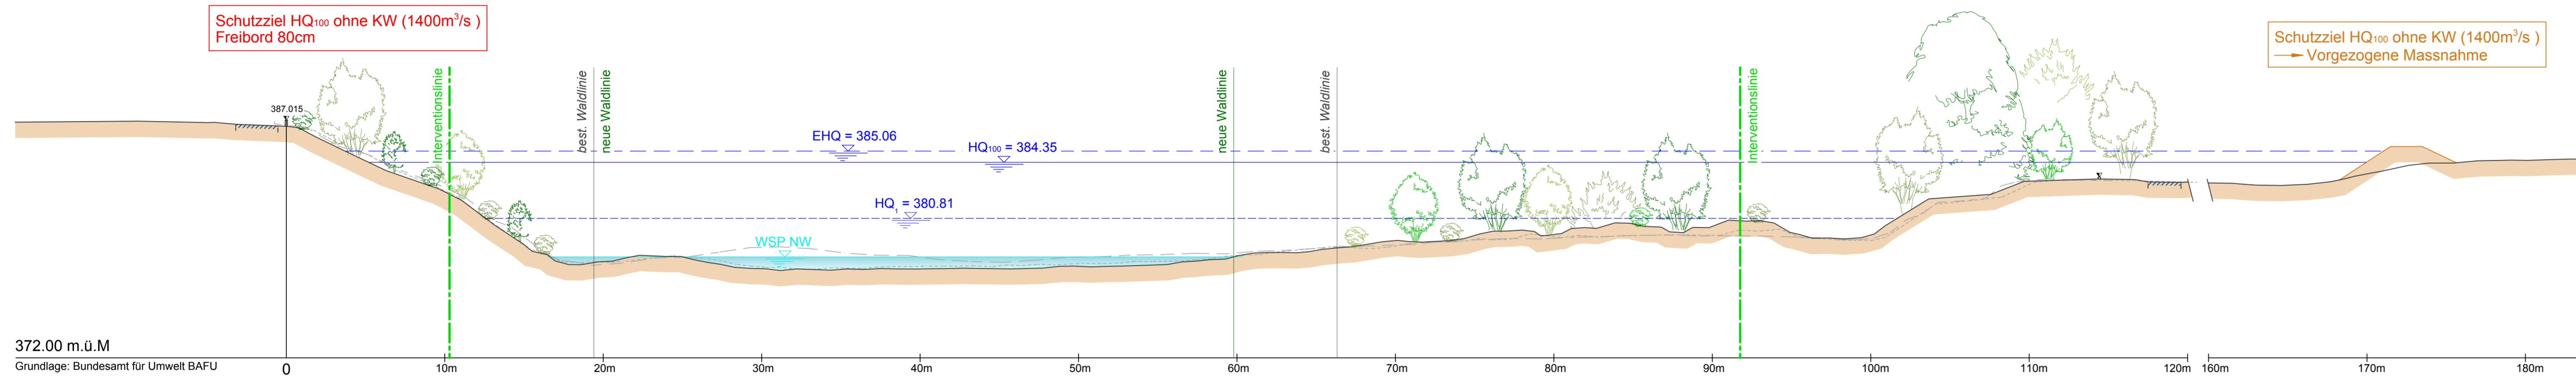 Schutzziel HQ100 ohne KW (1400m³/s )
Freibord 80cm
Schutzziel HQ100 ohne KW (1400m³/s )
Vorgezogene Massnahme
387.015
Interventionslinie
best. Waldlinie
neue Waldlinie
EHQ = 385.06
HQ100 = 384.35
HQ1 = 380.81
WSP NW
neue Waldlinie
best. Waldlinie
Interventionslinie
372.00 m.ü.M
Grundlage: Bundesamt für Umwelt BAFU
0
10m
20m
30m
40m
50m
60m
70m
80m
90m
100m
110m
120m
160m
170m
180m